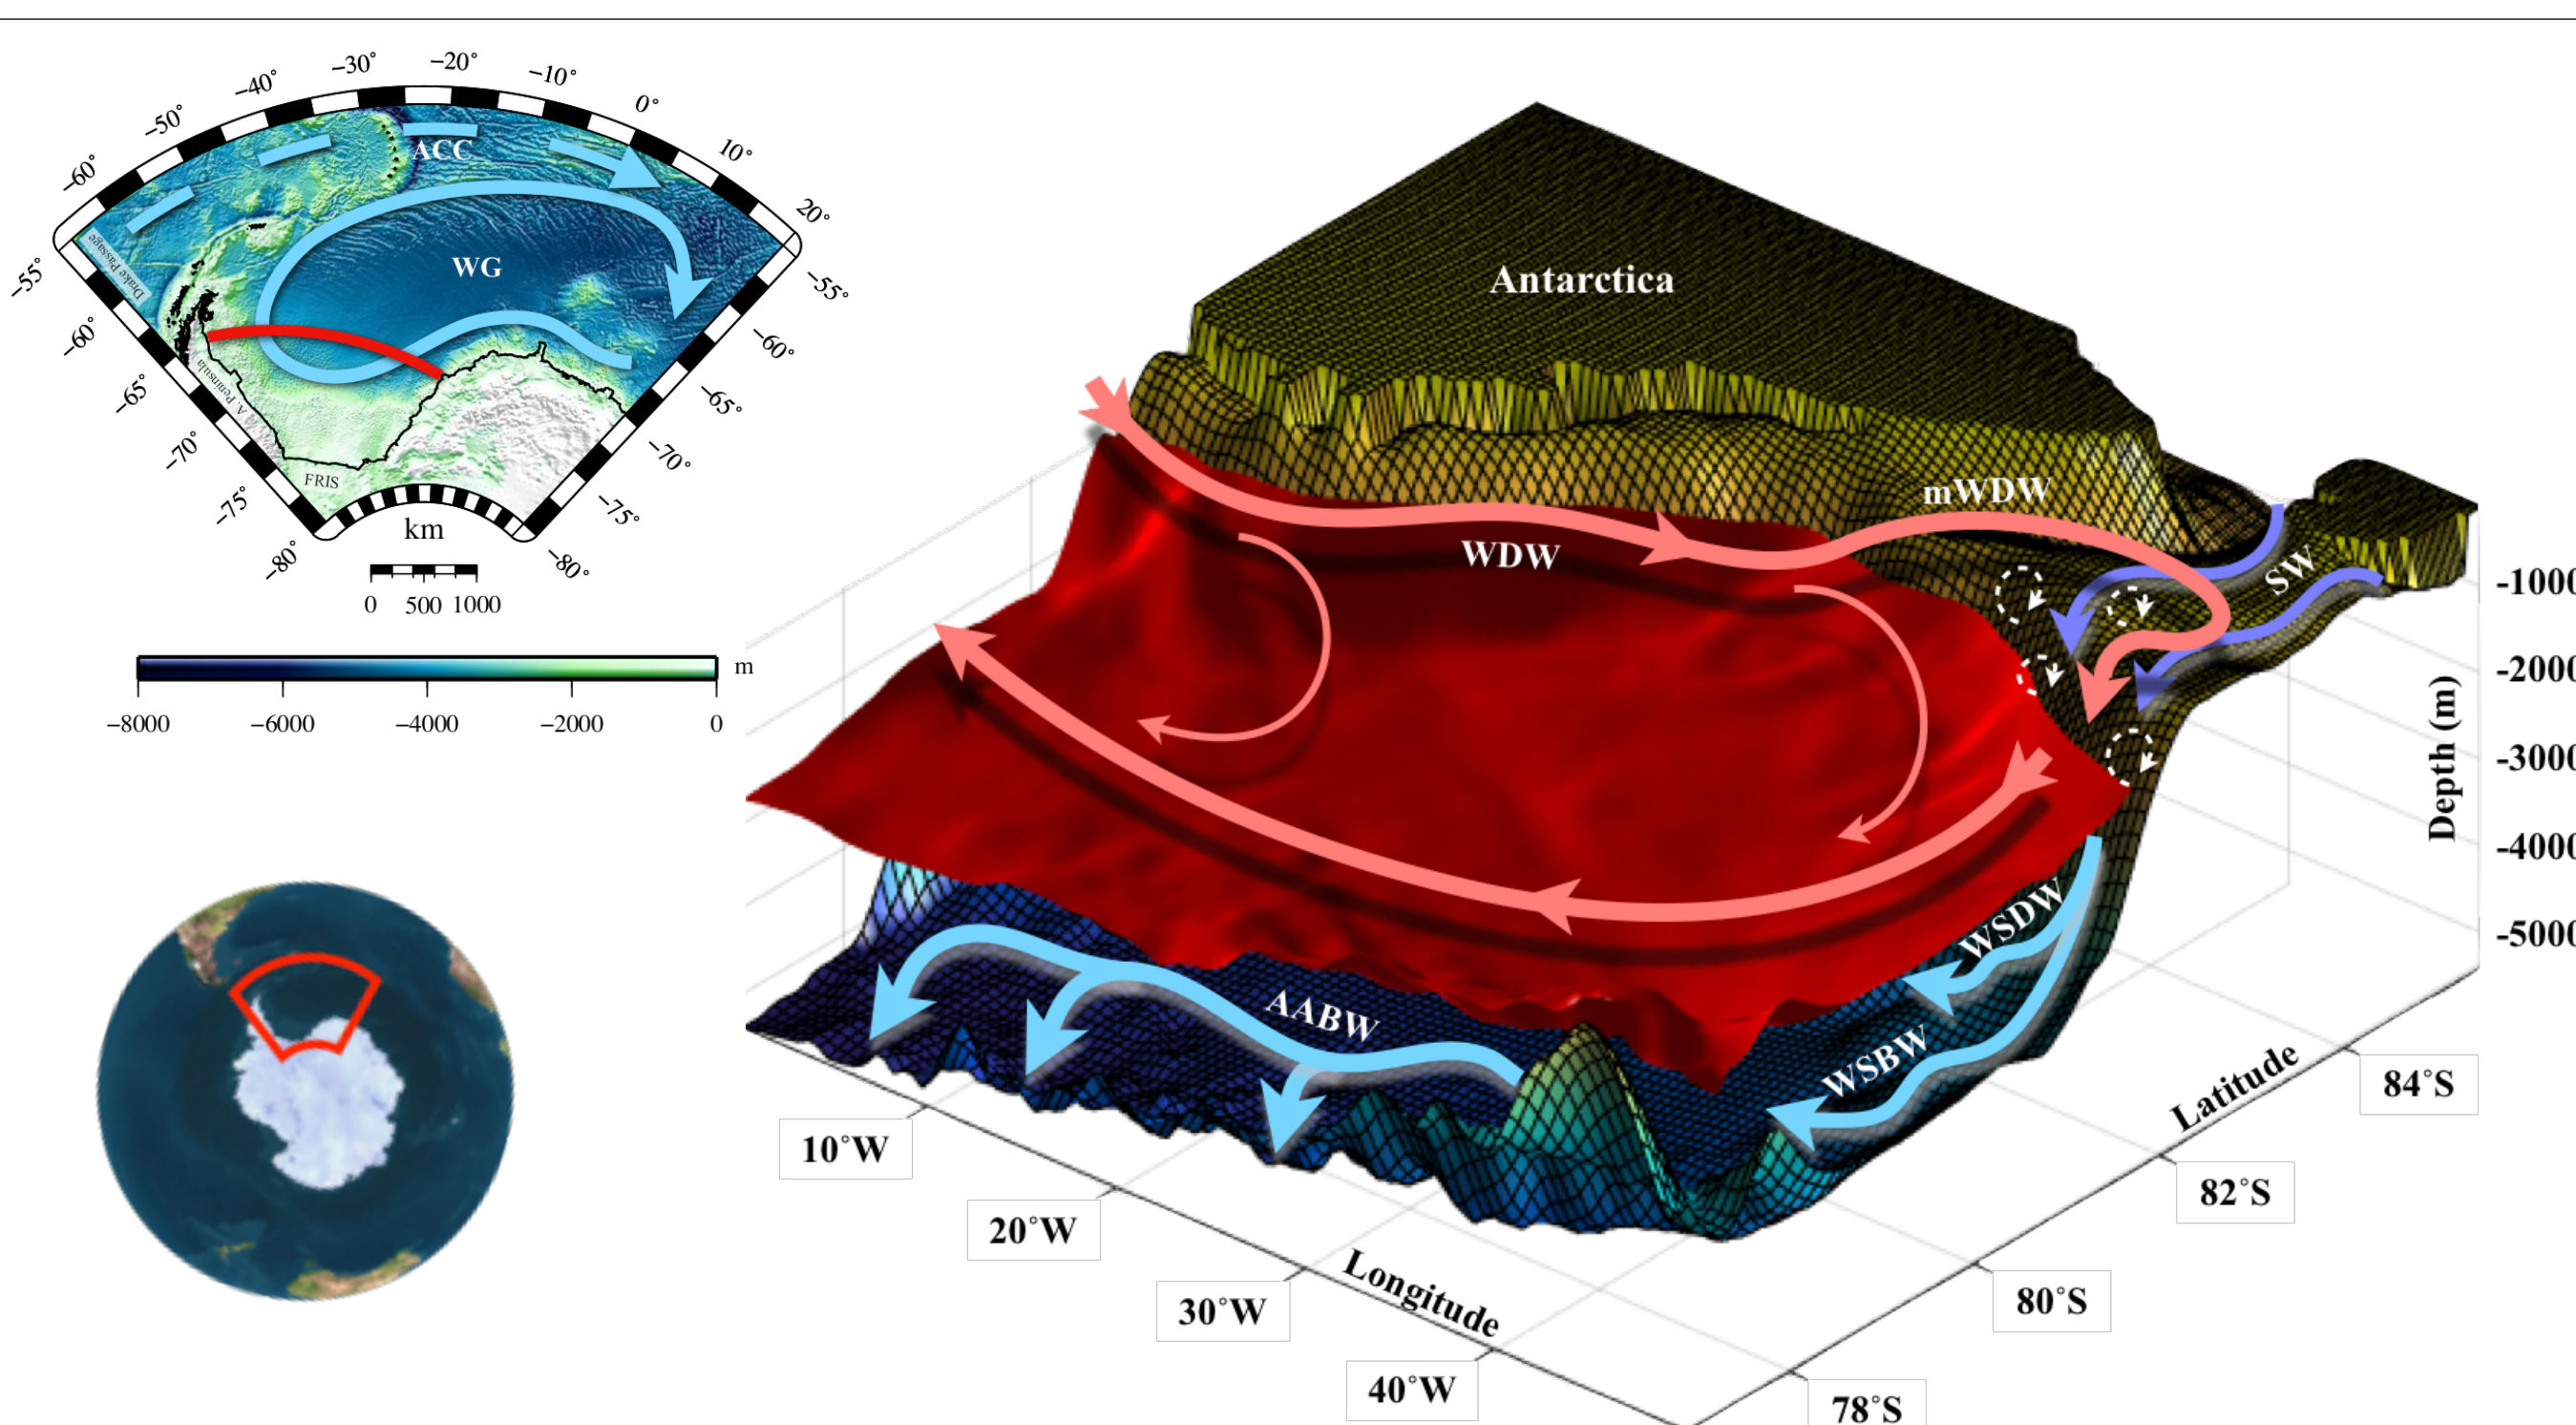 −60°
−50°
−40°
−30°
−20°
−10°
0°
10°
20°
−55°
−60°
−65°
−70°
−75°
−80°
−55°
−60°
−65°
−70°
−75°
−80°
ACC
WG
Drake Passage
A. Peninsula
FRIS
km
0 500 1000
m
−8000 −6000 −4000 −2000 0
Antarctica
mWDW
WDW
SW
WSDW
WSBW
AABW
-1000
-2000
-3000
-4000
-5000
Depth (m)
10°W
20°W
30°W
40°W
Longitude
84°S
82°S
80°S
78°S
Latitude